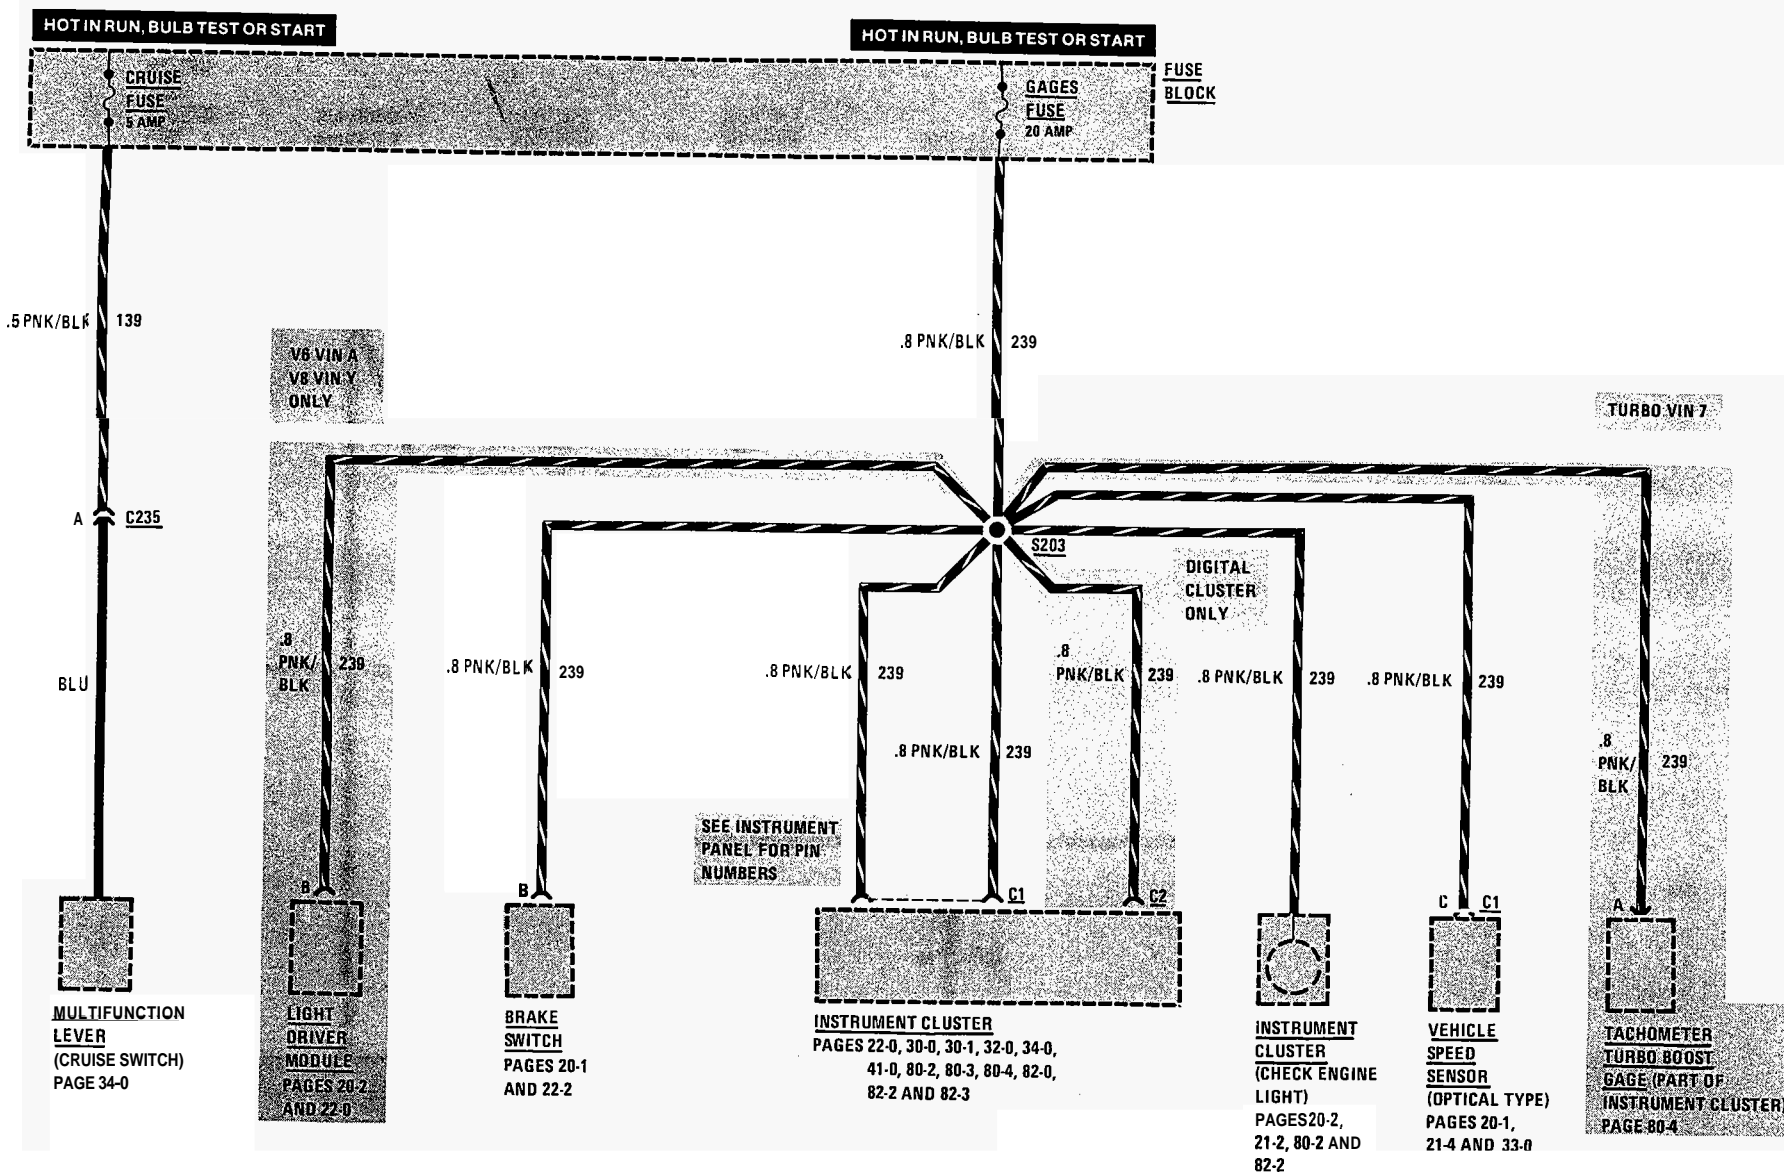 HOT IN RUN, BULB TEST OR START
HOT IN RUN, BULB TEST OR START
CRUISE
FUSE
5 AMP
GAGES
FUSE
20 AMP
FUSE
BLOCK
.5 PNK/BLK
139
.8 PNK/BLK
239
V6 VIN A
V8 VIN Y
ONLY
TURBO VIN 7
A
C235
S203
DIGITAL
CLUSTER
ONLY
BLU
.8
PNK/
BLK
239
.8 PNK/BLK
239
.8 PNK/BLK
239
.8 PNK/BLK
239
.8
PNK/BLK
239
.8 PNK/BLK
239
.8 PNK/BLK
239
.8
PNK/
BLK
239
SEE INSTRUMENT
PANEL FOR PIN
NUMBERS
B
B
C1
C2
C
C1
A
MULTIFUNCTION
LEVER
(CRUISE SWITCH)
PAGE 34-0
LIGHT
DRIVER
MODULE
PAGES 20-2
AND 22-0
BRAKE
SWITCH
PAGES 20-1
AND 22-2
INSTRUMENT CLUSTER
PAGES 22-0, 30-0, 30-1, 32-0, 34-0,
41-0, 80-2, 80-3, 80-4, 82-0,
82-2 AND 82-3
INSTRUMENT
CLUSTER
(CHECK ENGINE
LIGHT)
PAGES20-2,
21-2, 80-2 AND
82-2
VEHICLE
SPEED
SENSOR
(OPTICAL TYPE)
PAGES 20-1,
21-4 AND 33-0
TACHOMETER
TURBO BOOST
GAGE (PART OF
INSTRUMENT CLUSTER)
PAGE 80-4